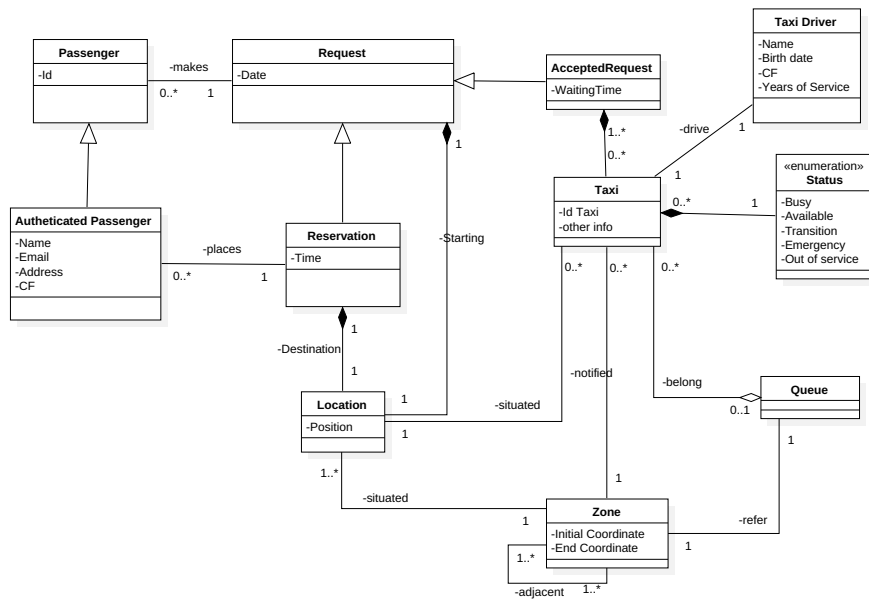 Passenger
-Id
-makes
0..*
1
Request
-Date
1
AcceptedRequest
-WaitingTime
1..*
0..*
Taxi Driver
-Name
-Birth date
-CF
-Years of Service
1
-drive
1
«enumeration»
Status
-Busy
-Available
-Transition
-Emergency
-Out of service
Taxi
-Id Taxi
-other info
0..*
1
0..*
0..*
0..*
Autheticated Passenger
-Name
-Email
-Address
-CF
-places
0..*
1
Reservation
-Time
1
-Starting
-Destination
1
Location
-Position
1
1
1..*
-situated
-notified
-belong
Queue
0..1
1
-situated
1
1
Zone
-Initial Coordinate
-End Coordinate
1..*
1..*
-adjacent
-refer
1